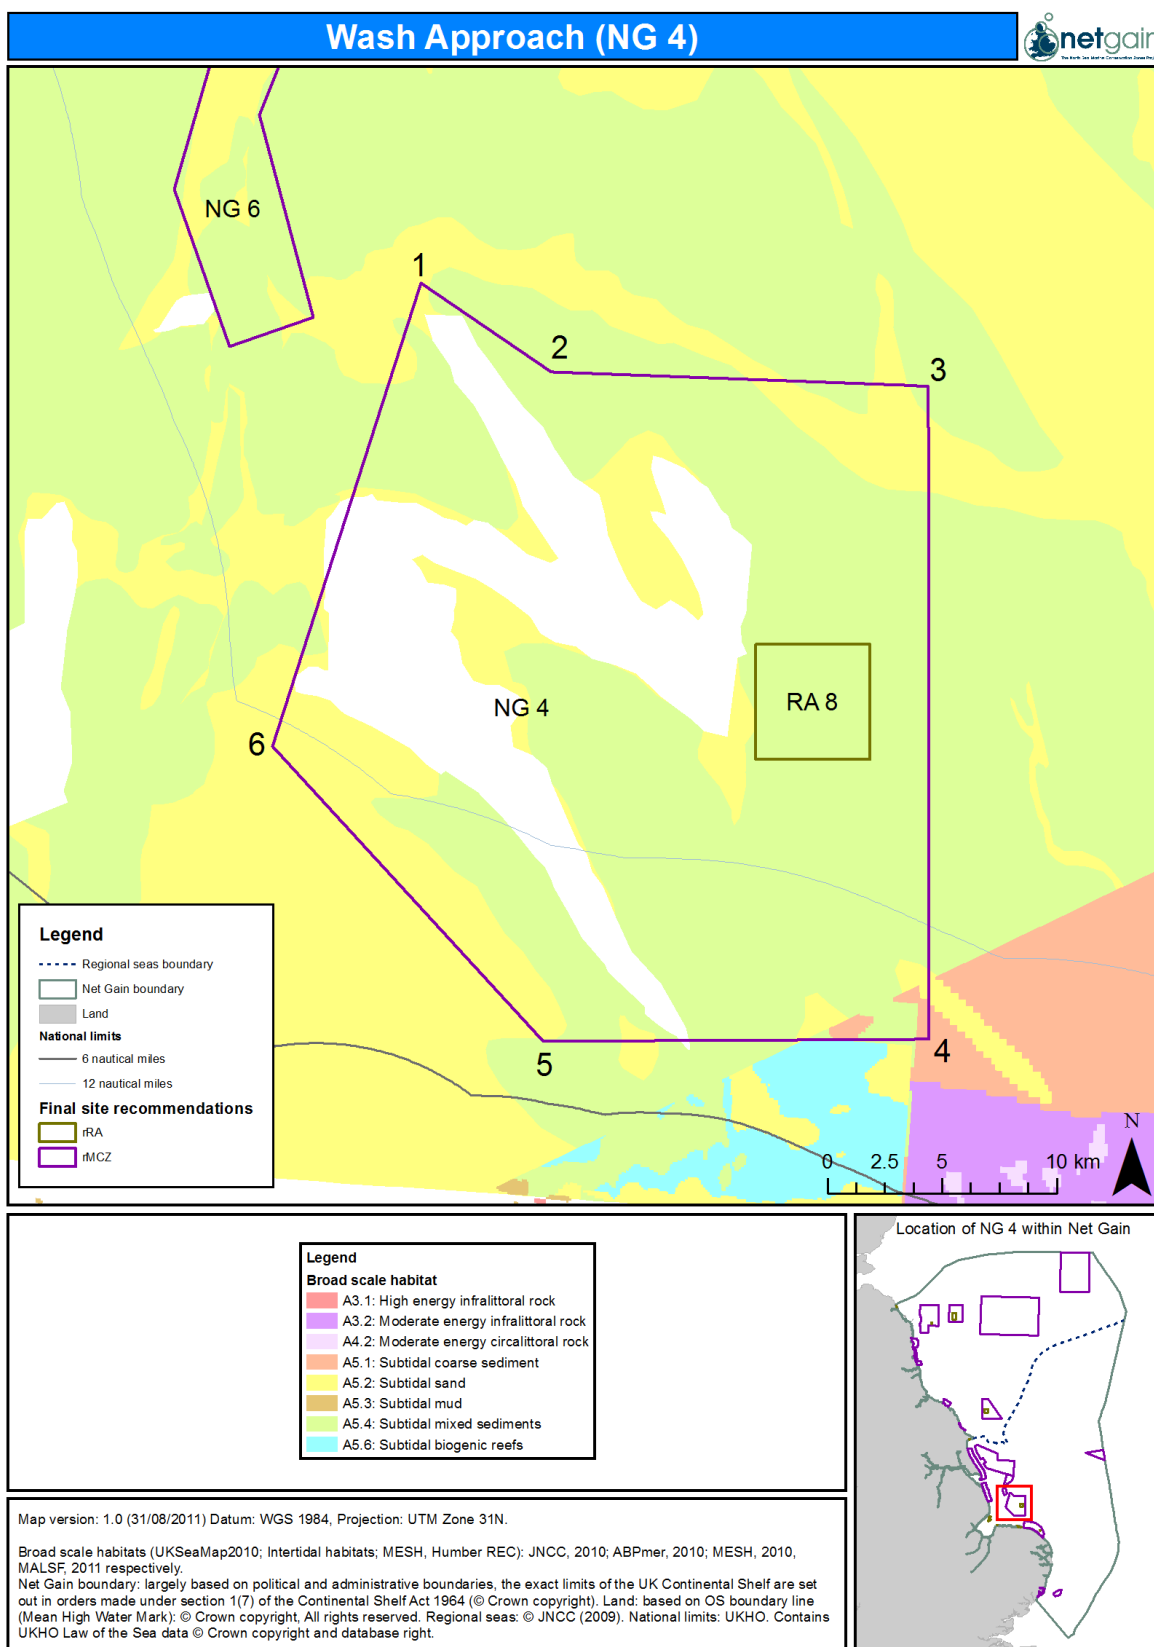 Wash Approach (NG 4)
netgain
NG 6
1
2
3
RA 8
NG 4
6
5
4
Legend
Regional seas boundary
Net Gain boundary
Land
National limits
6 nautical miles
12 nautical miles
Final site recommendations
rRA
rMCZ
N
0 2.5 5 10 km
Location of NG 4 within Net Gain
Legend
Broad scale habitat
A3.1: High energy infralittoral rock
A3.2: Moderate energy infralittoral rock
A4.2: Moderate energy circalittoral rock
A5.1: Subtidal coarse sediment
A5.2: Subtidal sand
A5.3: Subtidal mud
A5.4: Subtidal mixed sediments
A5.6: Subtidal biogenic reefs
Map version: 1.0 (31/08/2011) Datum: WGS 1984, Projection: UTM Zone 31N.
Broad scale habitats (UKSeaMap2010; Intertidal habitats; MESH, Humber REC): JNCC, 2010; ABPmer, 2010; MESH, 2010,
MALSF, 2011 respectively.
Net Gain boundary: largely based on political and administrative boundaries, the exact limits of the UK Continental Shelf are set
out in orders made under section 1(7) of the Continental Shelf Act 1964 (© Crown copyright). Land: based on OS boundary line
(Mean High Water Mark): © Crown copyright, All rights reserved. Regional seas: © JNCC (2009). National limits: UKHO. Contains
UKHO Law of the Sea data © Crown copyright and database right.